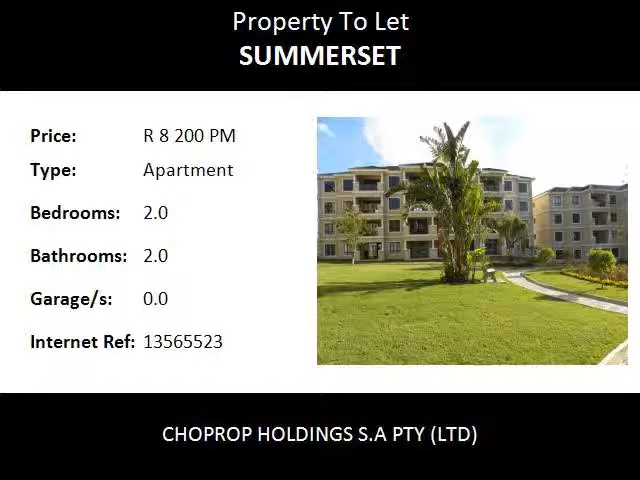 Property To Let
SUMMERSET
Price: R 8 200 PM
Type: Apartment
Bedrooms: 2.0
Bathrooms: 2.0
Garage/s: 0.0
Internet Ref: 13565523
CHOPROP HOLDINGS S.A PTY (LTD)